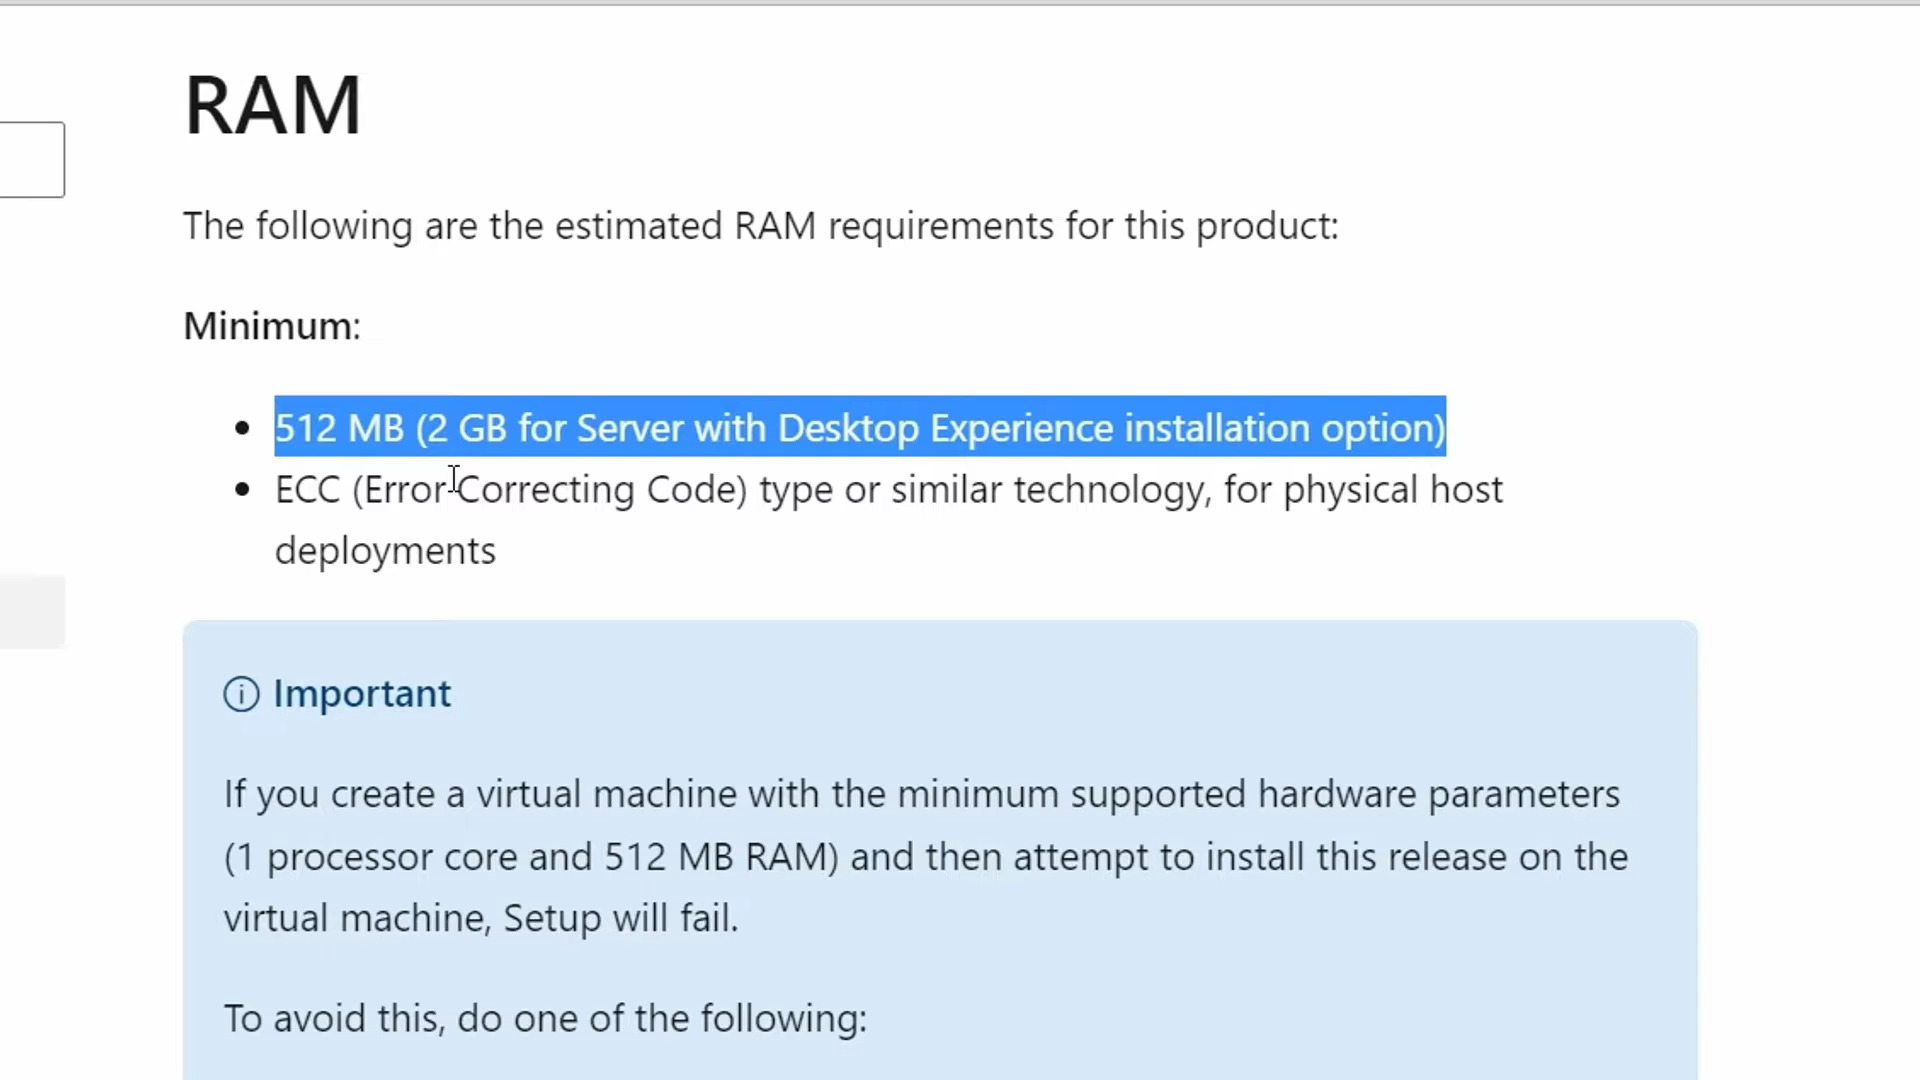 RAM
The following are the estimated RAM requirements for this product:
Minimum:
512 MB (2 GB for Server with Desktop Experience installation option)
ECC (Error-Correcting Code) type or similar technology, for physical host
deployments
Important
If you create a virtual machine with the minimum supported hardware parameters
(1 processor core and 512 MB RAM) and then attempt to install this release on the
virtual machine, Setup will fail.
To avoid this, do one of the following: